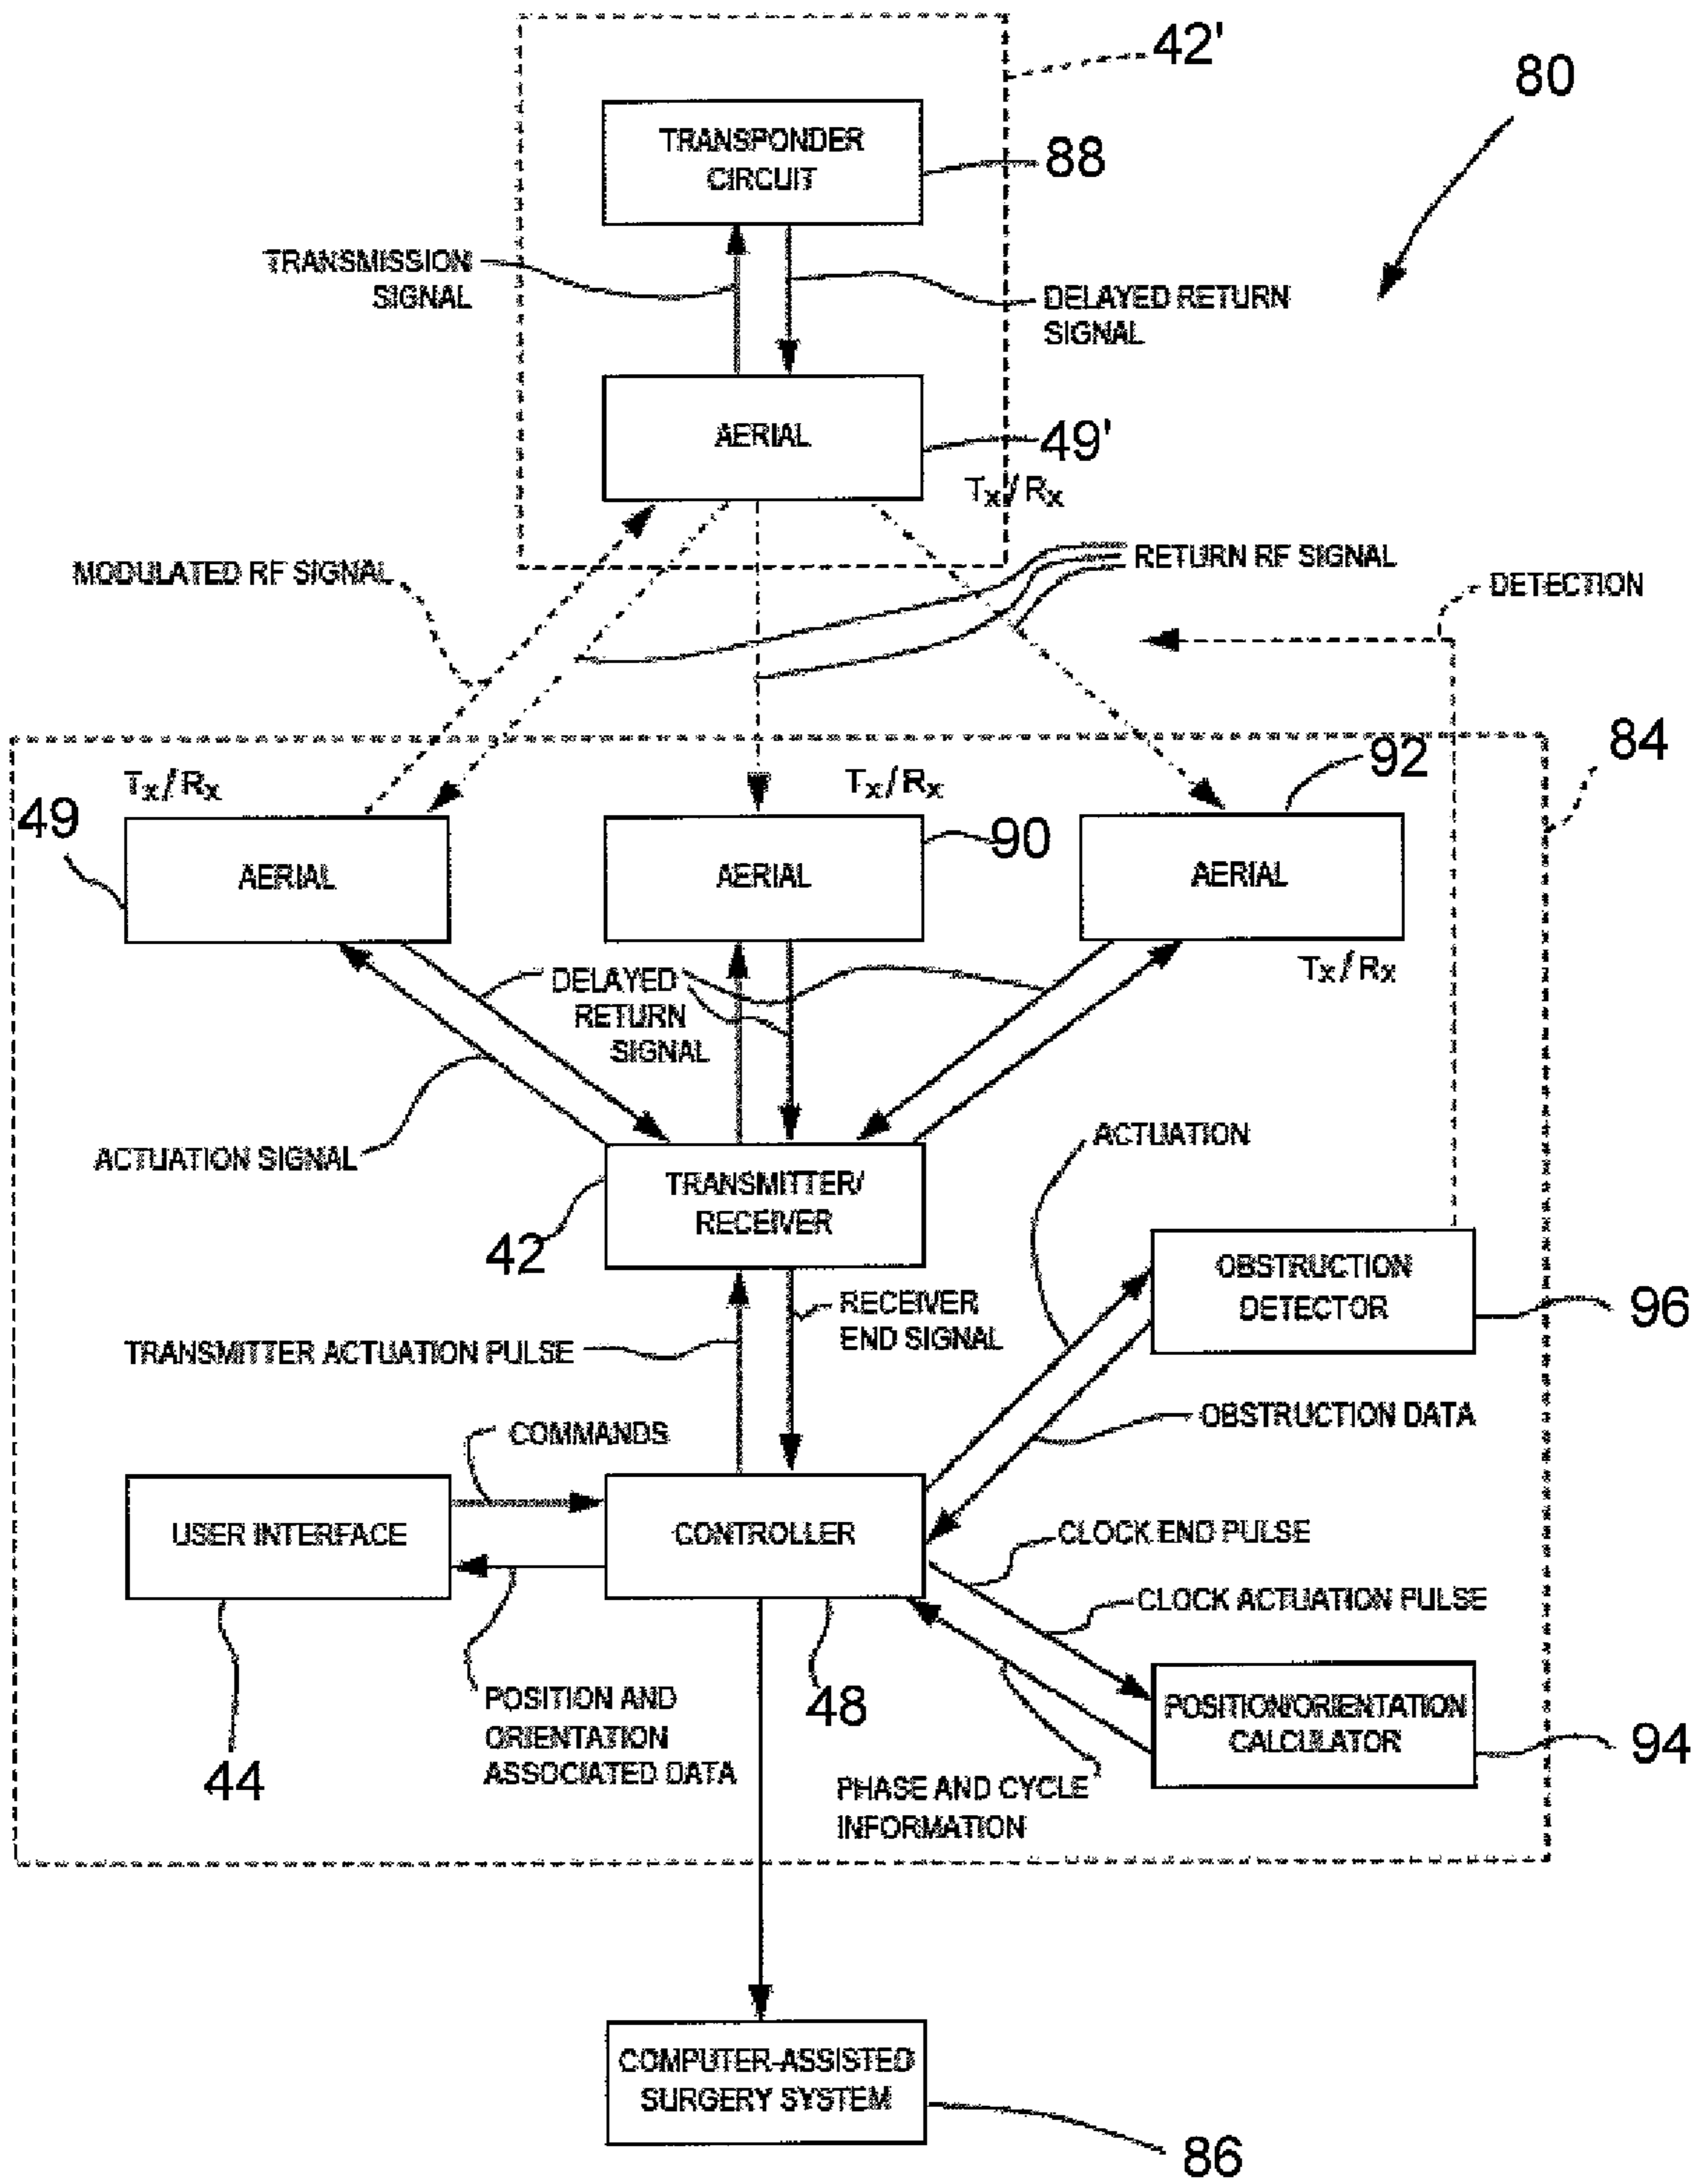 42'
80
TRANSPONDER
CIRCUIT
88
TRANSMISSION
SIGNAL
DELAYED RETURN
SIGNAL
AERIAL
49'
Tx/Rx
MODULATED RF SIGNAL
RETURN RF SIGNAL
DETECTION
84
Tx/Rx
Tx/Rx
92
49
AERIAL
AERIAL
90
AERIAL
Tx/Rx
DELAYED
RETURN
SIGNAL
ACTUATION SIGNAL
ACTUATION
TRANSMITTER/
RECEIVER
42
OBSTRUCTION
DETECTOR
96
RECEIVER
END SIGNAL
TRANSMITTER ACTUATION PULSE
OBSTRUCTION DATA
COMMANDS
USER INTERFACE
CONTROLLER
CLOCK END PULSE
CLOCK ACTUATION PULSE
44
POSITION AND
ORIENTATION
ASSOCIATED DATA
48
POSITION/ORIENTATION
CALCULATOR
94
PHASE AND CYCLE
INFORMATION
COMPUTER-ASSISTED
SURGERY SYSTEM
86